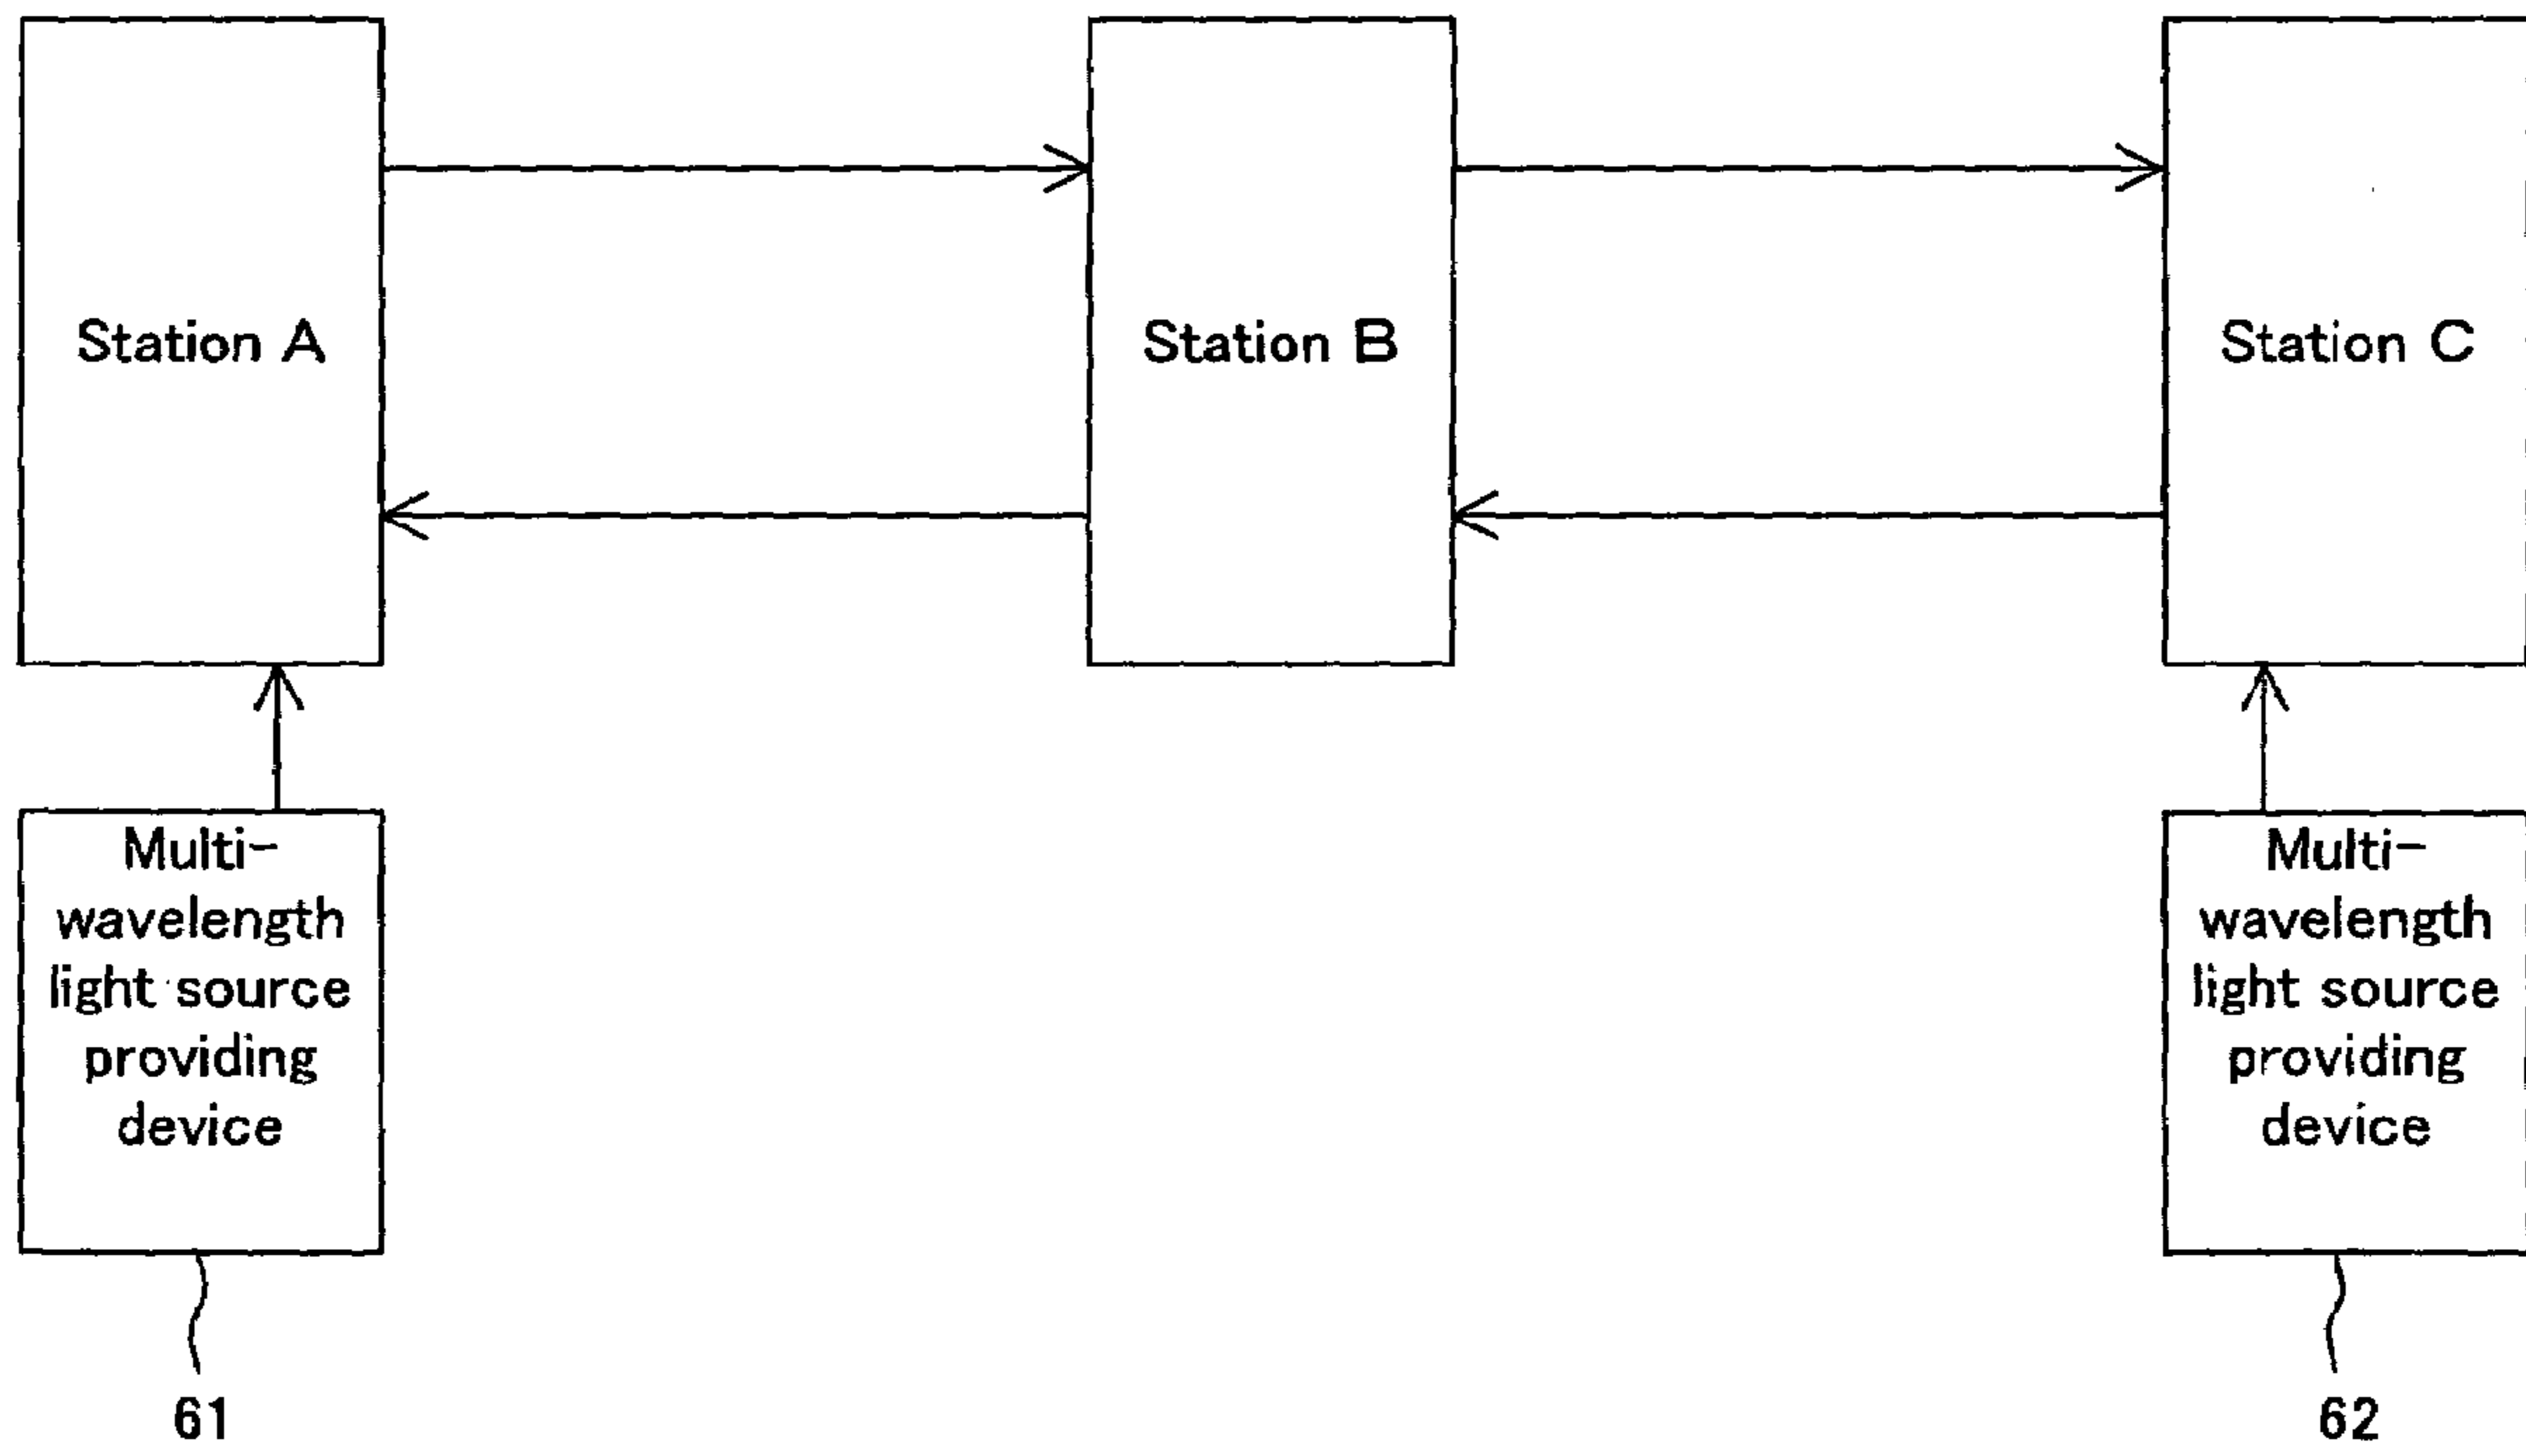 Station A
Station B
Station C
Multi-
wavelength
light source
providing
device
Multi-
wavelength
light source
providing
device
61
62